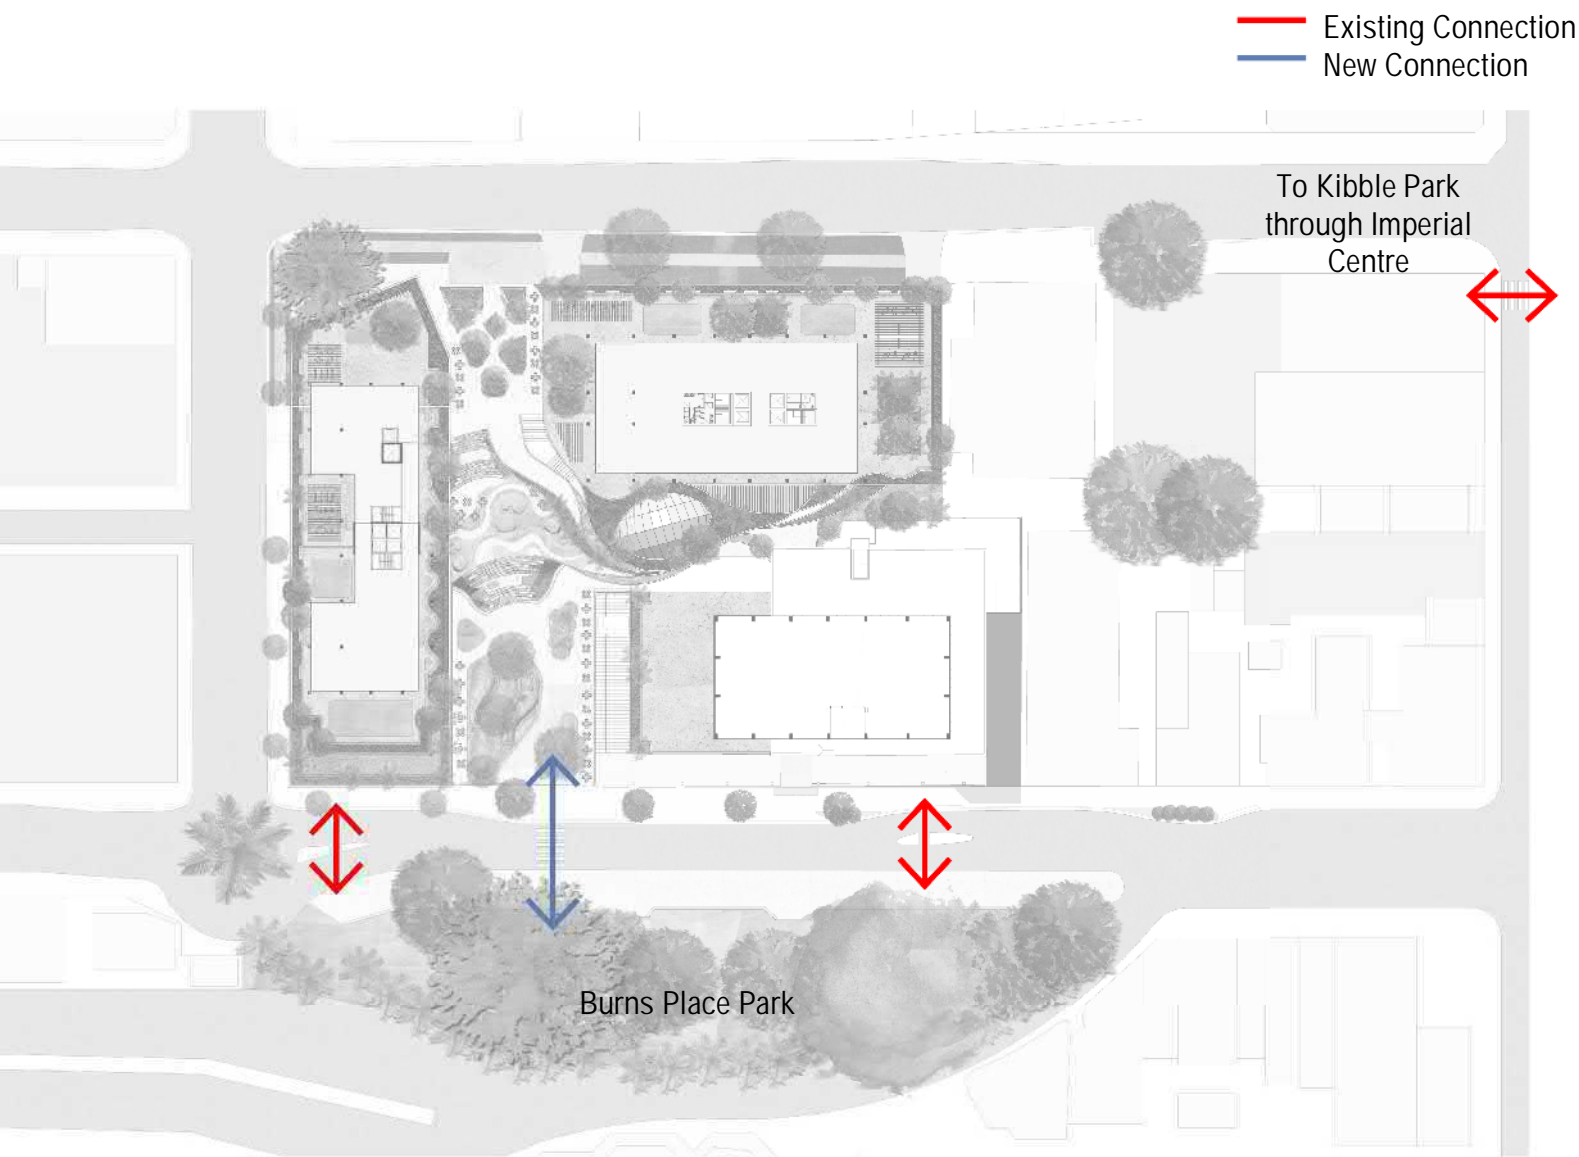 Existing Connection
New Connection
To Kibble Park
through Imperial
Centre
Burns Place Park